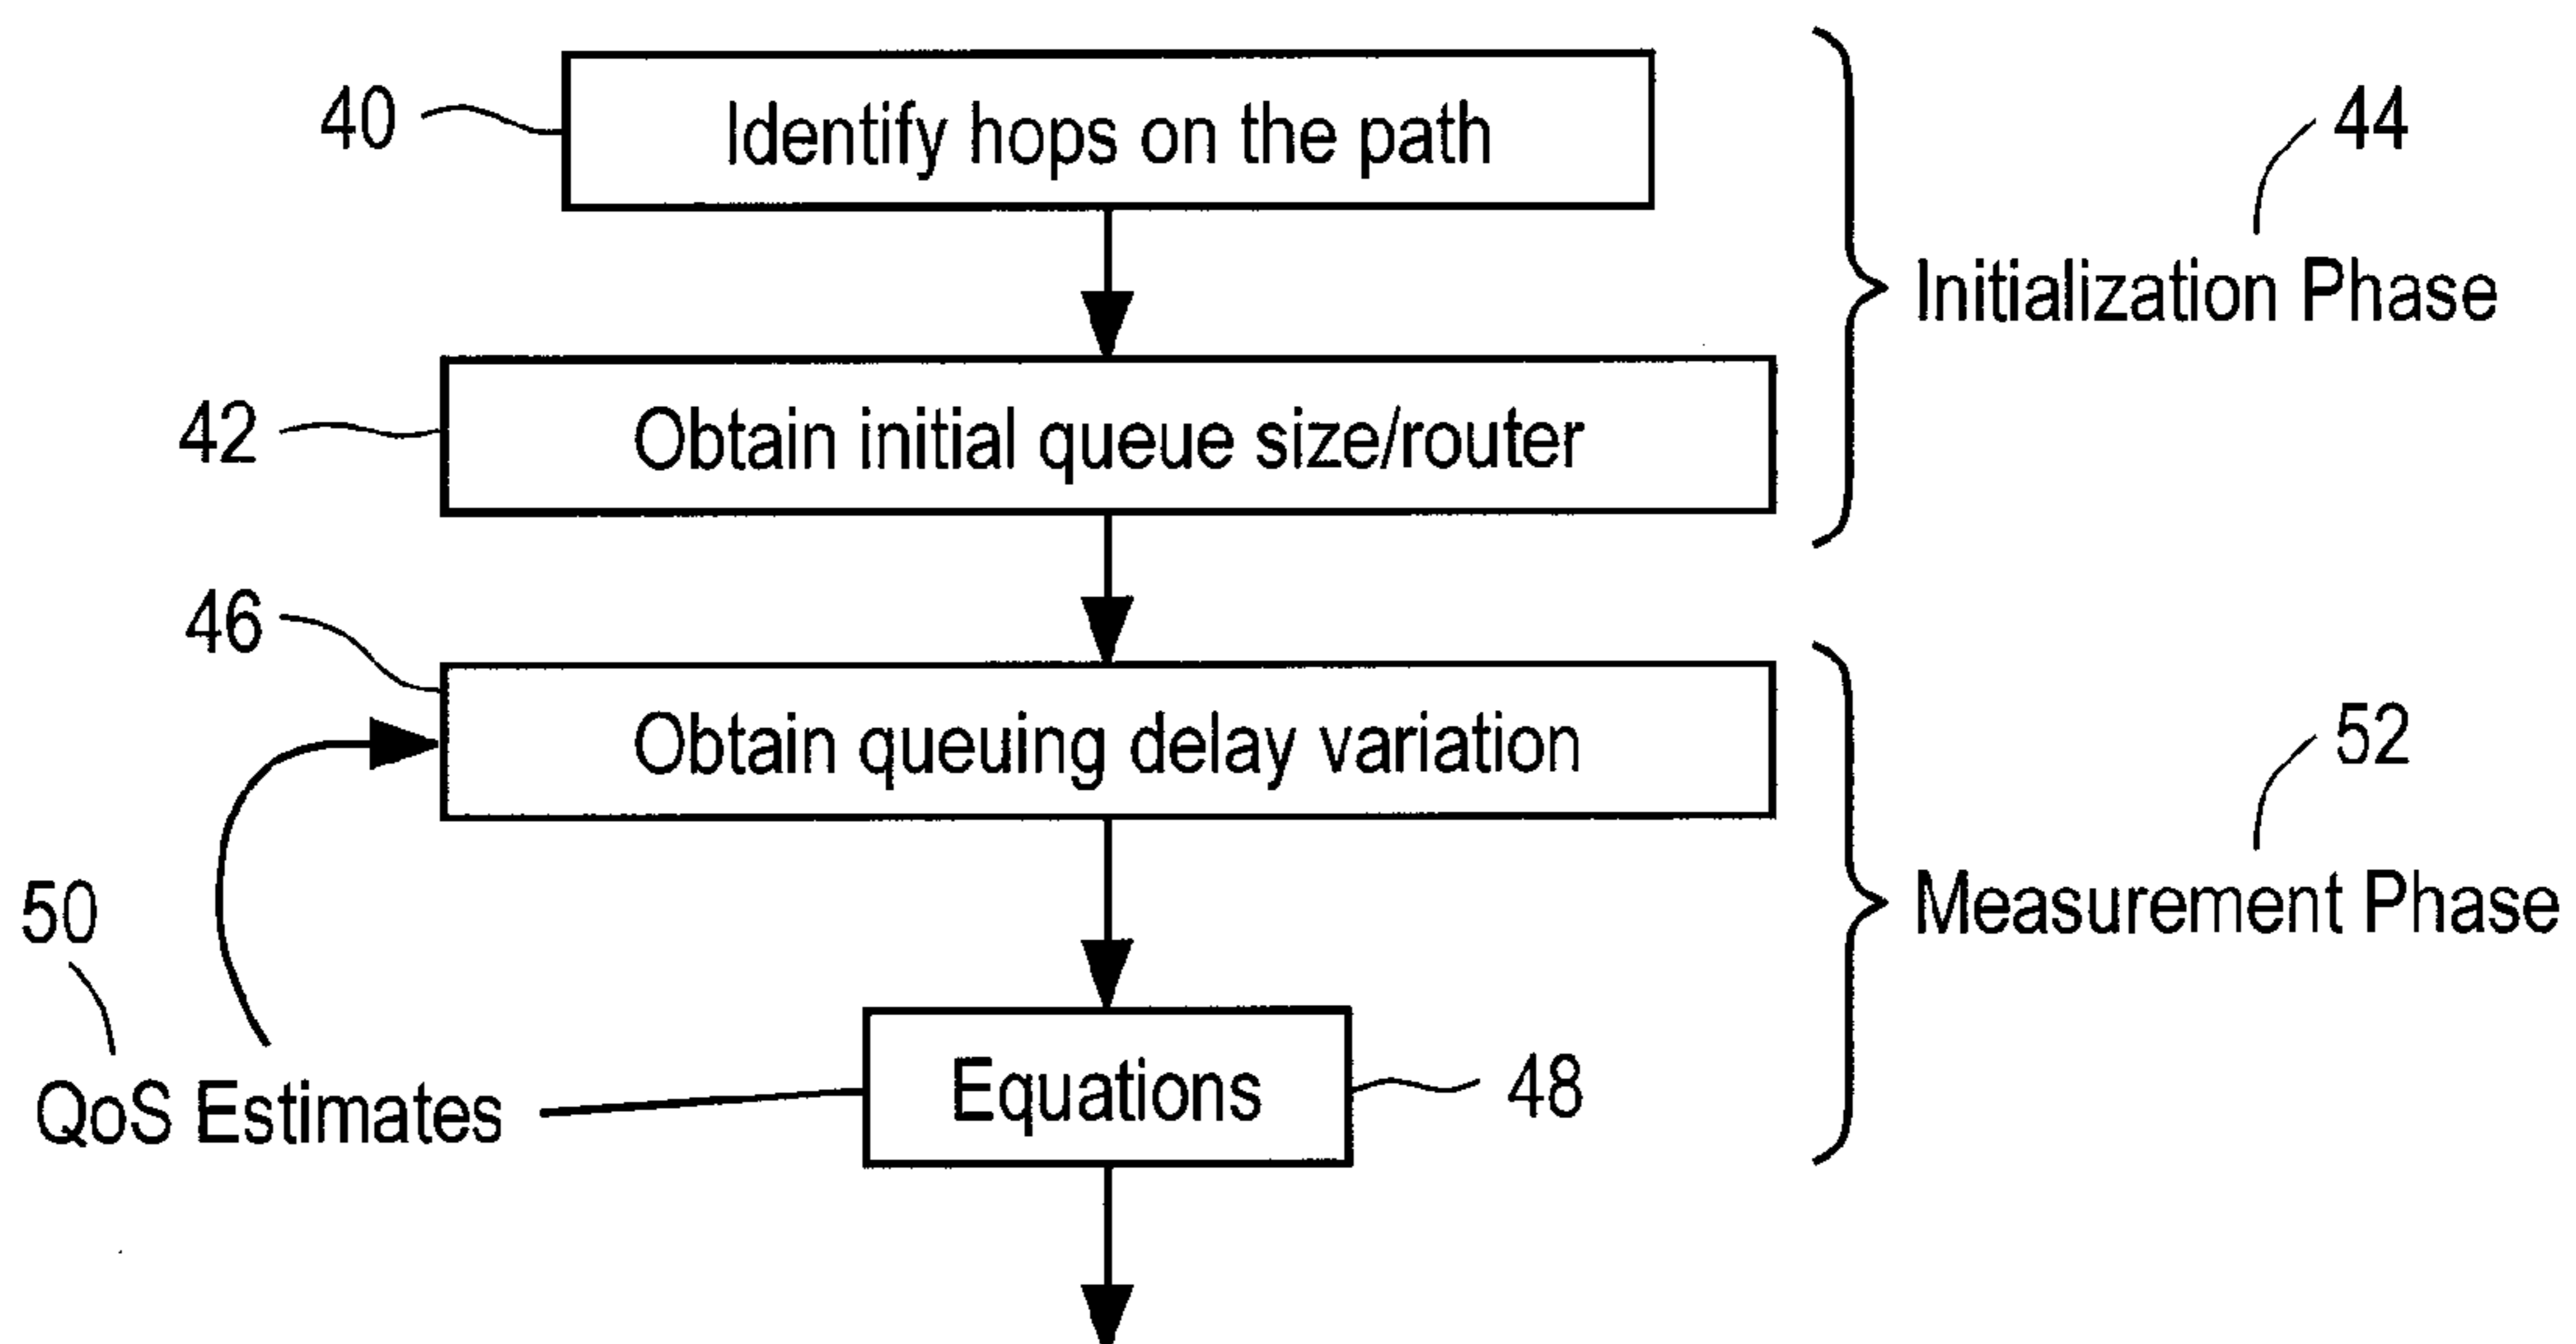 40
Identify hops on the path
44
Initialization Phase
42
Obtain initial queue size/router
46
Obtain queuing delay variation
52
Measurement Phase
50
QoS Estimates
Equations
48